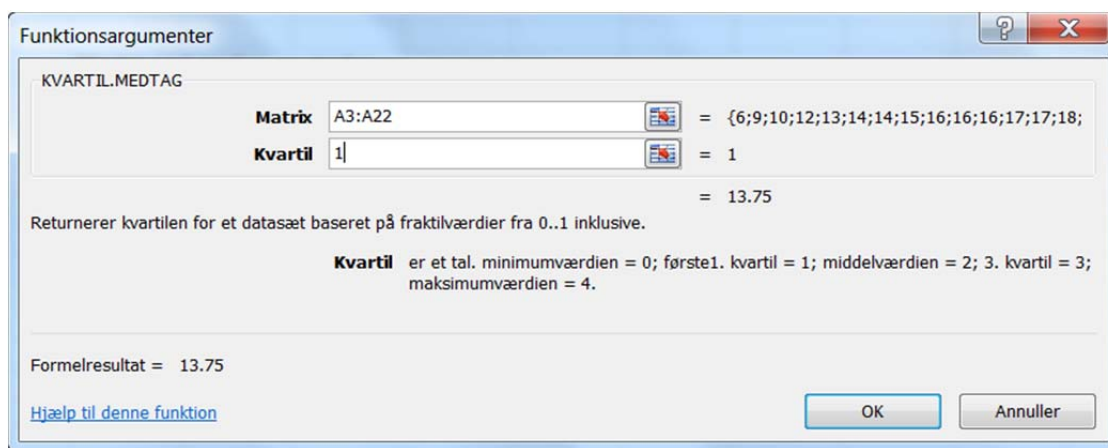 Funktionsargumenter
KVARTIL.MEDTAG
Matrix A3:A22 = {6;9;10;12;13;14;14;15;16;16;16;17;17;18;
Kvartil 1 = 1
= 13.75
Returnerer kvartilen for et datasæt baseret på fraktilværdier fra 0..1 inklusive.
Kvartil er et tal. minimumværdien = 0; første1. kvartil = 1; middelværdien = 2; 3. kvartil = 3;
maksimumværdien = 4.
Formelresultat = 13.75
Hjælp til denne funktion
OK Annuller